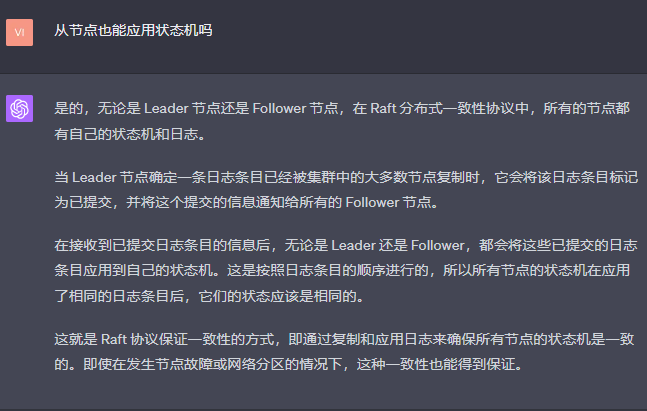 VI
从节点也能应用状态机吗
是的，无论是 Leader 节点还是 Follower 节点，在 Raft 分布式一致性协议中，所有的节点都
有自己的状态机和日志。
当 Leader 节点确定一条日志条目已经被集群中的大多数节点复制时，它会将该日志条目标记
为已提交，并将这个提交的信息通知给所有的 Follower 节点。
在接收到已提交日志条目的信息后，无论是 Leader 还是 Follower，都会将这些已提交的日志
条目应用到自己的状态机。这是按照日志条目的顺序进行的，所以所有节点的状态机在应用
了相同的日志条目后，它们的状态应该是相同的。
这就是 Raft 协议保证一致性的方式，即通过复制和应用日志来确保所有节点的状态机是一致
的。即使在发生节点故障或网络分区的情况下，这种一致性也能得到保证。